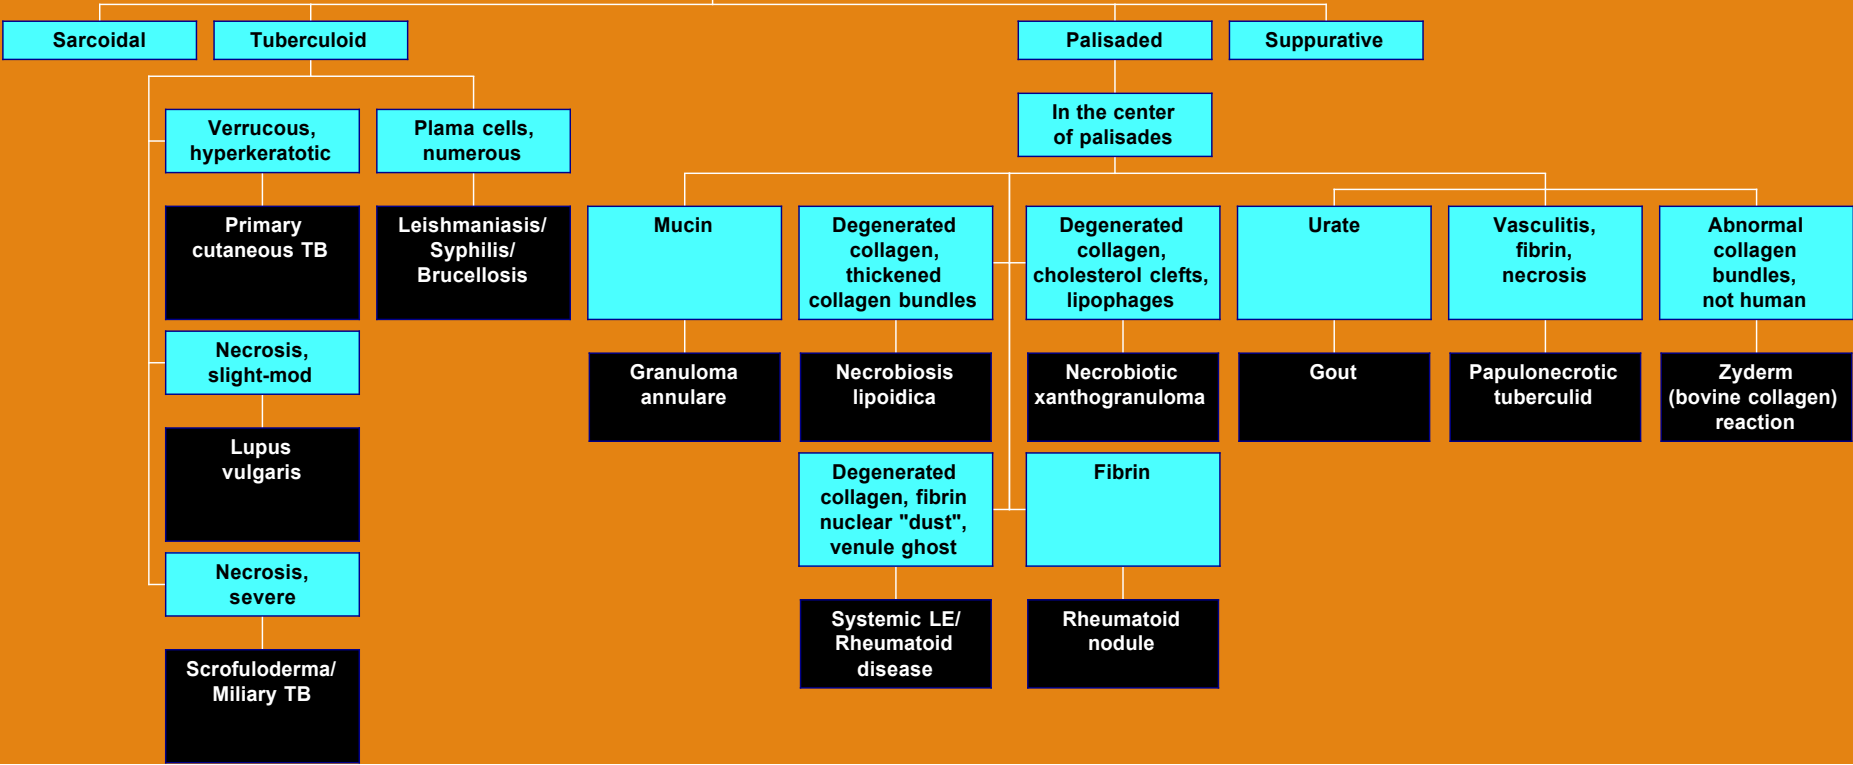 Sarcoidal
Tuberculoid
Palisaded
Suppurative
Verrucous,
hyperkeratotic
Plama cells,
numerous
In the center
of palisades
Primary
cutaneous TB
Leishmaniasis/
Syphilis/
Brucellosis
Mucin
Degenerated
collagen,
thickened
collagen bundles
Degenerated
collagen,
cholesterol clefts,
lipophages
Urate
Vasculitis,
fibrin,
necrosis
Abnormal
collagen
bundles,
not human
Necrosis,
slight-mod
Granuloma
annulare
Necrobiosis
lipoidica
Necrobiotic
xanthogranuloma
Gout
Papulonecrotic
tuberculid
Zyderm
(bovine collagen)
reaction
Lupus
vulgaris
Degenerated
collagen, fibrin
nuclear "dust",
venule ghost
Fibrin
Necrosis,
severe
Systemic LE/
Rheumatoid
disease
Rheumatoid
nodule
Scrofuloderma/
Miliary TB